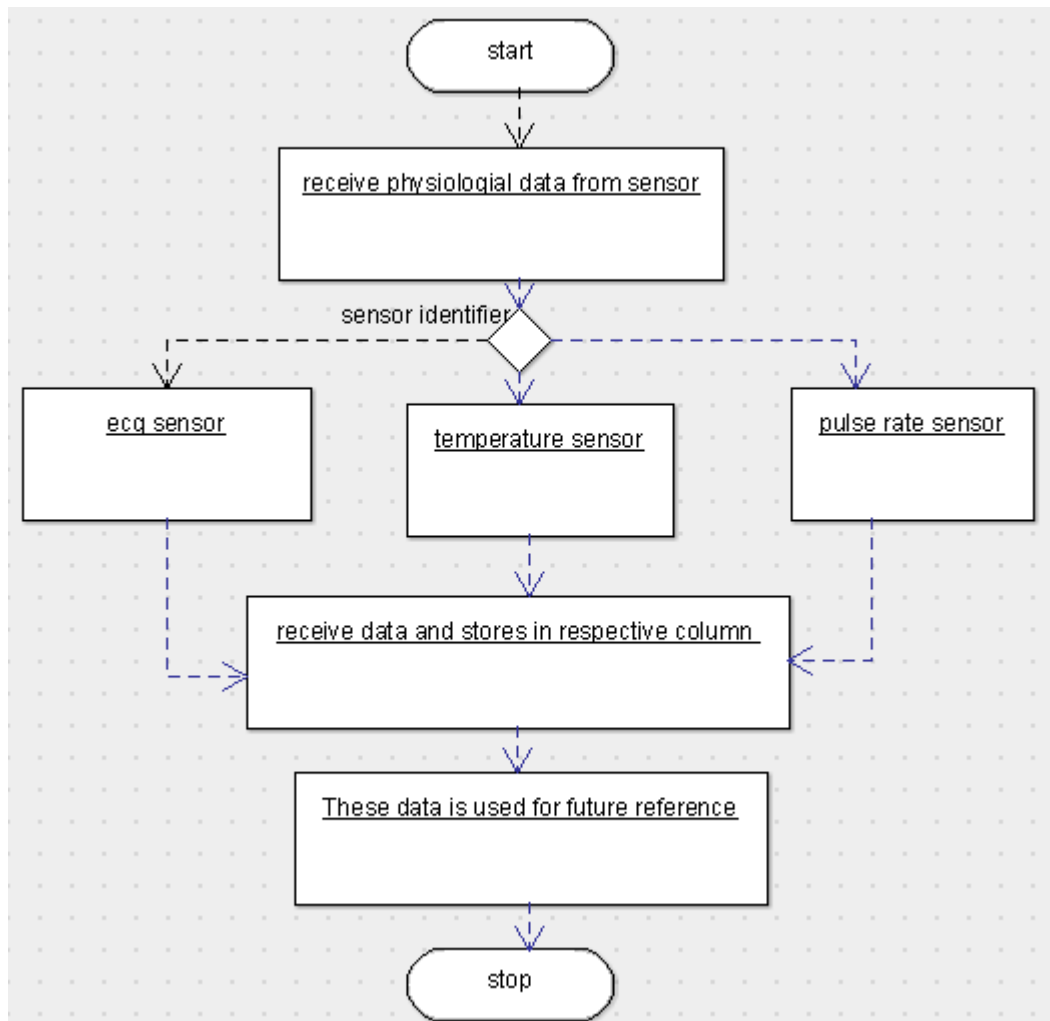 start
receive physiologial data from sensor
sensor identifier
ecg sensor
temperature sensor
pulse rate sensor
receive data and stores in respective column
These data is used for future reference
stop